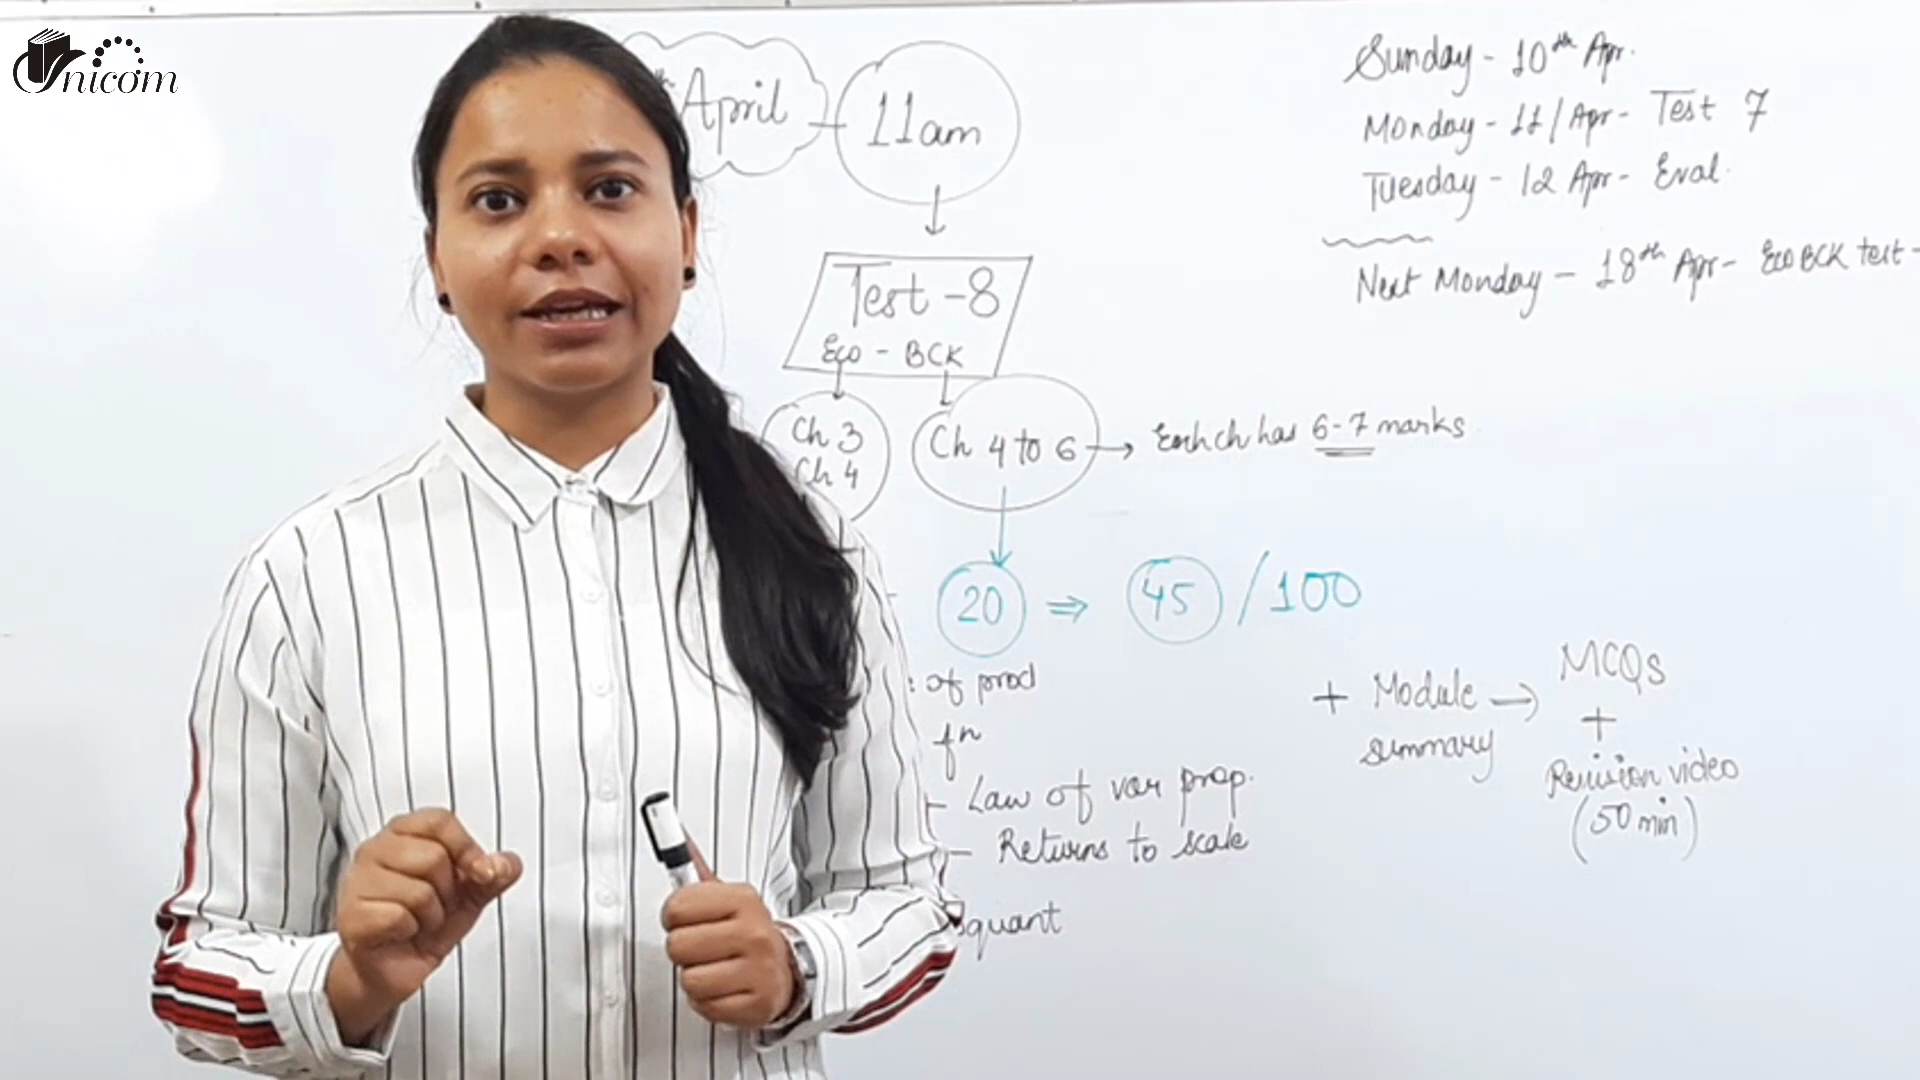 Unicom
April
11am
Sunday - 10th Apr.
Monday - 11/Apr - Test 7
Tuesday - 12 Apr - Eval.
Next Monday - 18th Apr - Eco BCK test -
Test - 8
Eco - BCK
Ch 3
Ch 4
Ch 4 to 6 → Each ch has 6-7 marks
20 ⇒ 45 / 100
of prod
fn
- Law of var prop.
- Returns to scale
quant
+ Module summary → MCQs
+
Revision video
(50 min)